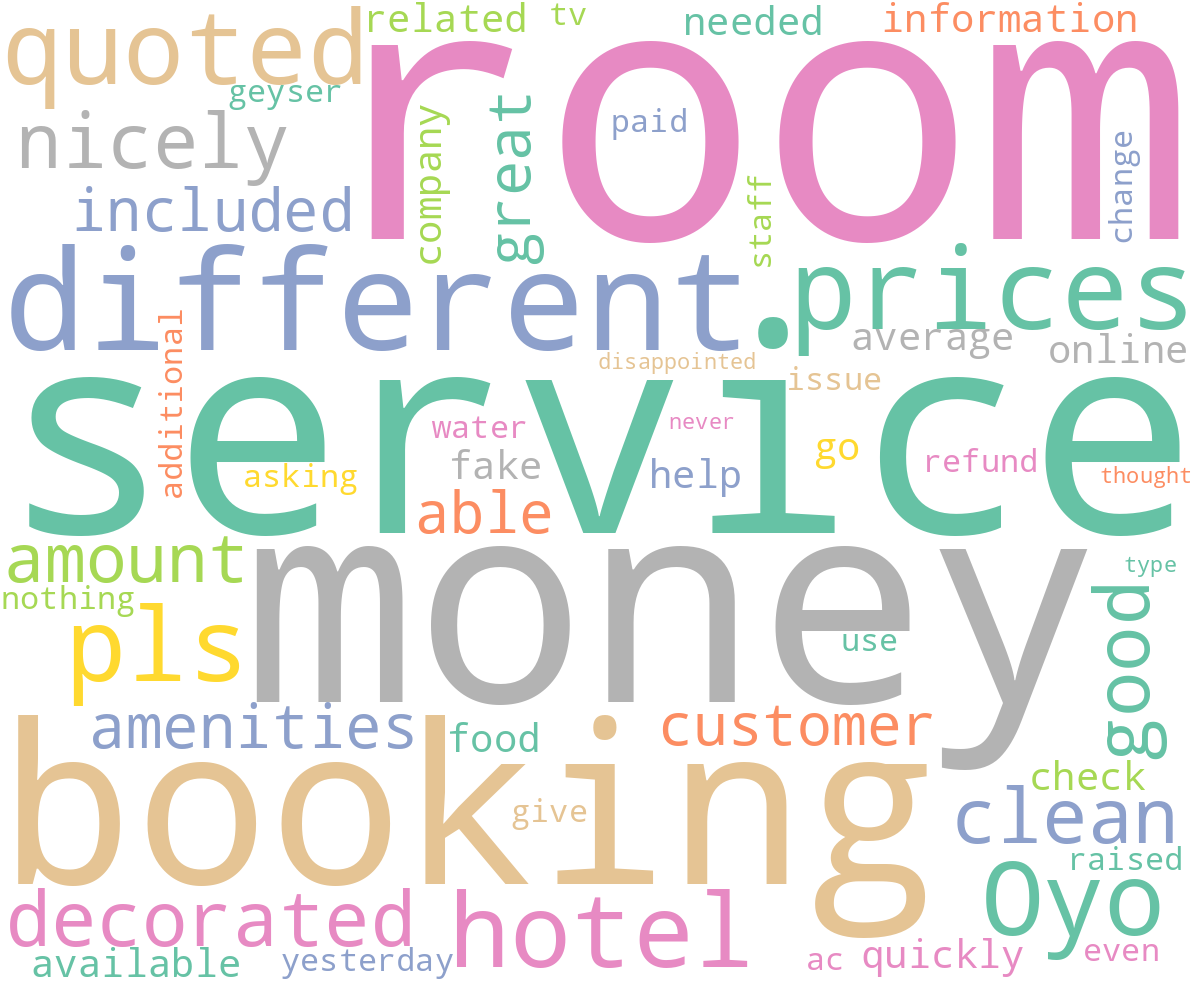 related
tv
needed
information
quoted
room
geyser
nicely
company
great
paid
change
staff
included
different
prices
average
online
additional
disappointed
issue
service
water
never
asking
fake
help
go
refund
thought
able
amount
money
type
nothing
pls
use
good
amenities
food
customer
booking
check
give
clean
raised
Oyo
decorated
hotel
available
yesterday
ac
quickly
even